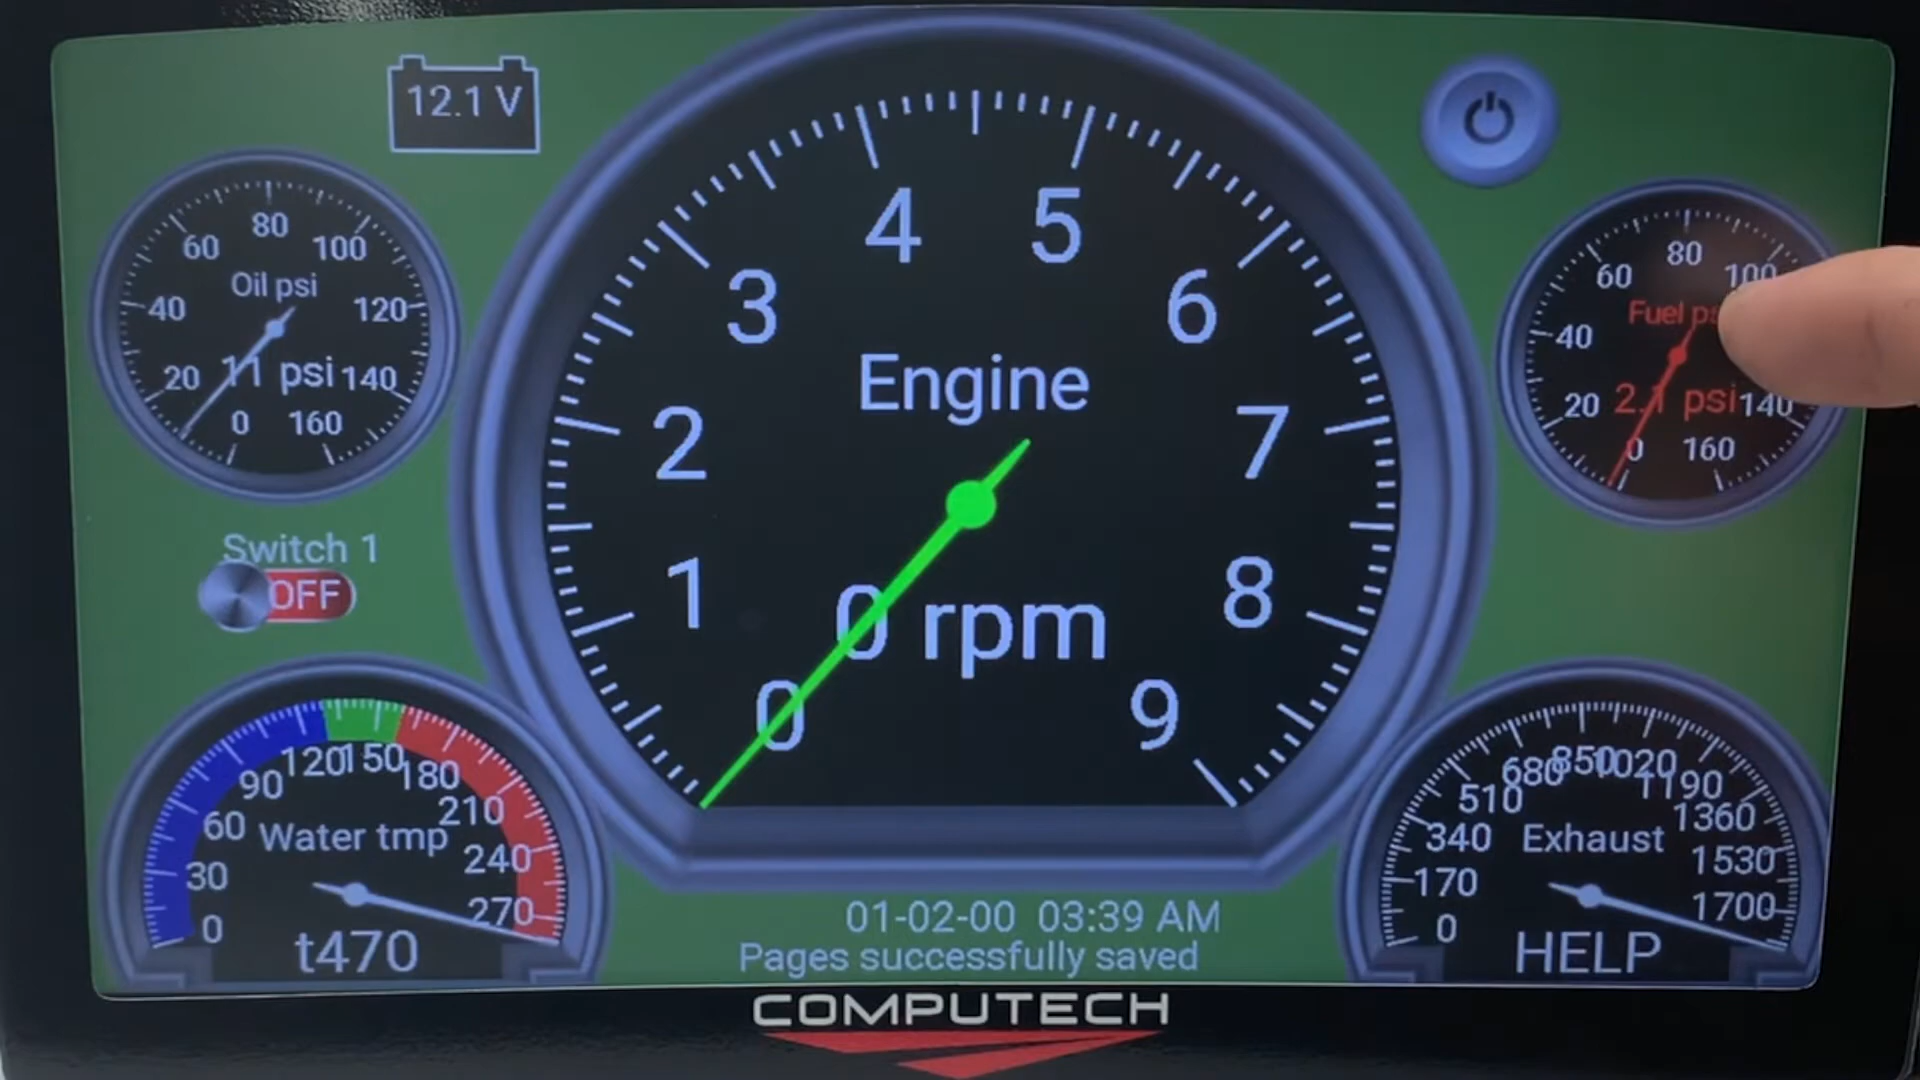 12.1 V
60 80 100
40 Oil psi 120
20 11 psi 140
0 160
4 5
3 6
Engine
2 7
1 8
0 rpm
0 9
60 80 100
40 Fuel
20 psi 140
0 160
Switch 1
OFF
0 30 60 90 120 150 180 210 240 270
Water tmp
t470
0 170 340 510 680 850 1020 1190 1360 1530 1700
Exhaust
HELP
01-02-00 03:39 AM
Pages successfully saved
COMPUTECH